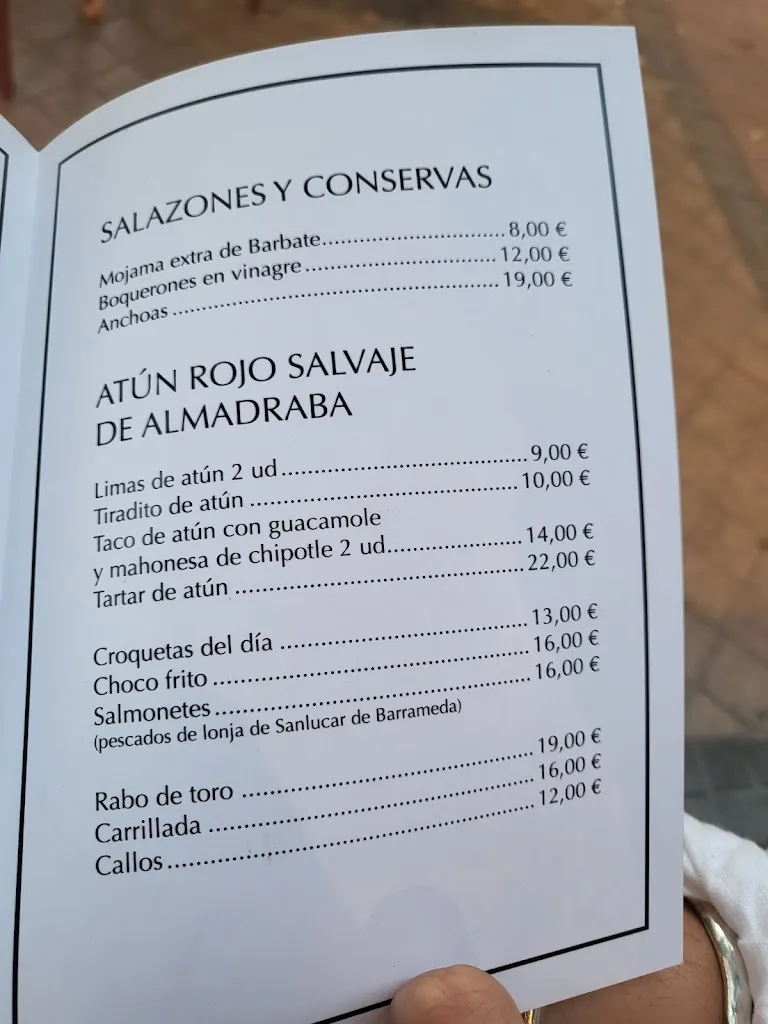 SALAZONES Y CONSERVAS
Mojama extra de Barbate..................................8,00 €
Boquerones en vinagre...................................12,00 €
Anchoas ..........................................................19,00 €
ATÚN ROJO SALVAJE
DE ALMADRABA
Limas de atún 2 ud..........................................9,00 €
Tiradito de atún ..............................................10,00 €
Taco de atún con guacamole
y mahonesa de chipotle 2 ud.......................14,00 €
Tartar de atún ..................................................22,00 €
Croquetas del día ...........................................13,00 €
Choco frito ......................................................16,00 €
Salmonetes ......................................................16,00 €
(pescados de lonja de Sanlucar de Barrameda)
Rabo de toro ...................................................19,00 €
Carrillada ........................................................16,00 €
Callos ..............................................................12,00 €